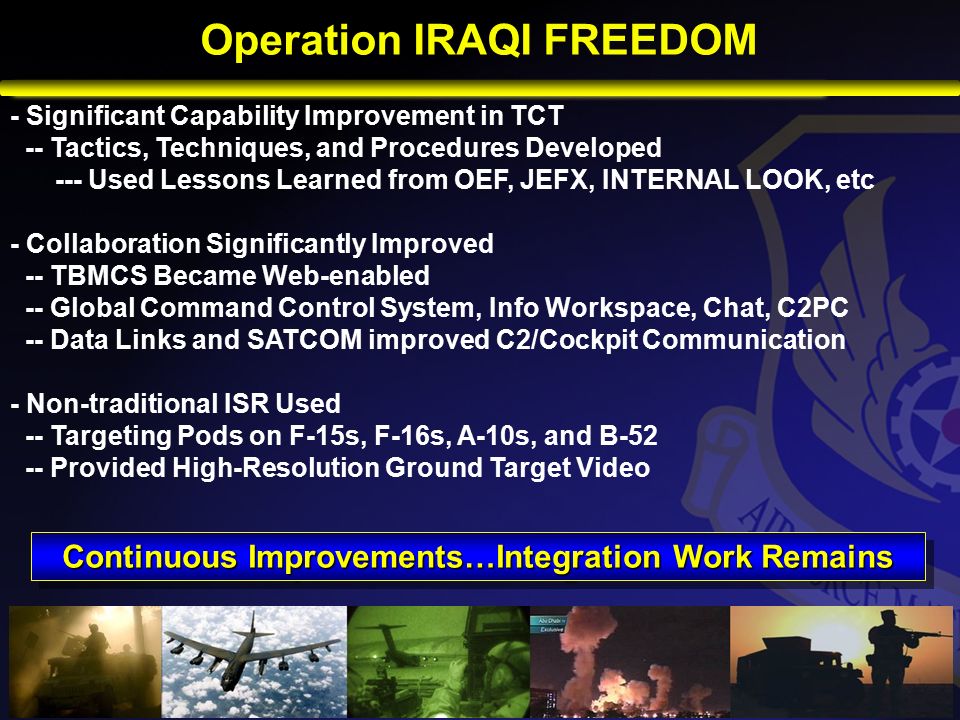 Operation IRAQI FREEDOM
- Significant Capability Improvement in TCT
-- Tactics, Techniques, and Procedures Developed
--- Used Lessons Learned from OEF, JEFX, INTERNAL LOOK, etc
- Collaboration Significantly Improved
-- TBMCS Became Web-enabled
-- Global Command Control System, Info Workspace, Chat, C2PC
-- Data Links and SATCOM improved C2/Cockpit Communication
- Non-traditional ISR Used
-- Targeting Pods on F-15s, F-16s, A-10s, and B-52
-- Provided High-Resolution Ground Target Video
Continuous Improvements…Integration Work Remains
Abu Dhabi tv
Exclusive